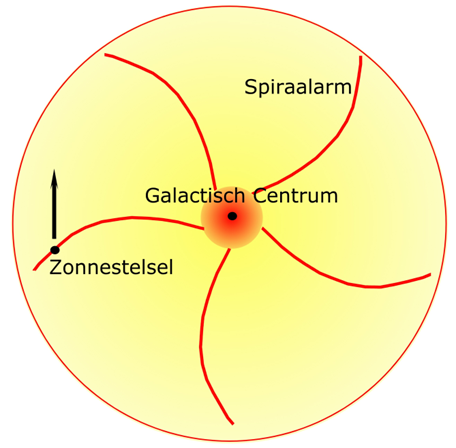 Spiraalarm
Galactisch Centrum
Zonnestelsel